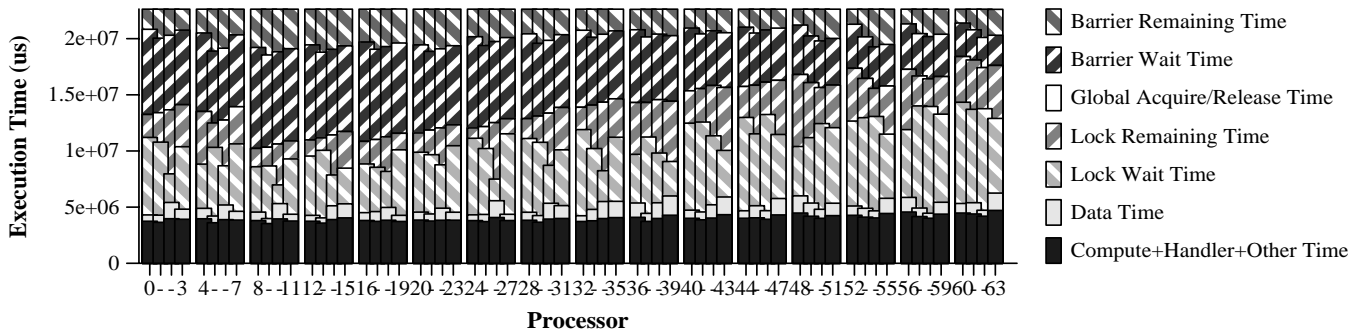 Execution Time (us)
2e+07
1.5e+07
1e+07
5e+06
0
0- -3 4- -7 8- -1112- -1516- -1920- -2324- -2728- -3132- -3536- -3940- -4344- -4748- -5152- -5556- -5960- -63
Processor
Barrier Remaining Time
Barrier Wait Time
Global Acquire/Release Time
Lock Remaining Time
Lock Wait Time
Data Time
Compute+Handler+Other Time